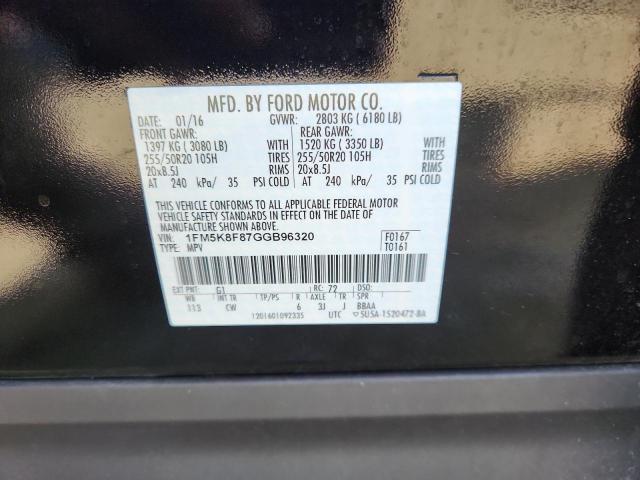 MFD. BY FORD MOTOR CO.
DATE: 01/16 GVWR: 2803 KG ( 6180 LB)
FRONT GAWR: REAR GAWR:
1397 KG ( 3080 LB) WITH 1520 KG ( 3350 LB) WITH
255/50R20 105H TIRES 255/50R20 105H TIRES
20x8.5J RIMS 20x8.5J RIMS
AT 240 kPa/ 35 PSI COLD AT 240 kPa/ 35 PSI COLD
THIS VEHICLE CONFORMS TO ALL APPLICABLE FEDERAL MOTOR
VEHICLE SAFETY STANDARDS IN EFFECT ON THE DATE OF
MANUFACTURE SHOWN ABOVE.
VIN: 1FM5K8F87GGB96320 F0167
TYPE: MPV T0161
EXT PNT: G1 RC: 72 DSO:
WB INT TR TP/PS R AXLE TR SPR
113 CW 6 3J J BBAA
1201601092335 UTC ▽ SU5A-1520472-BA